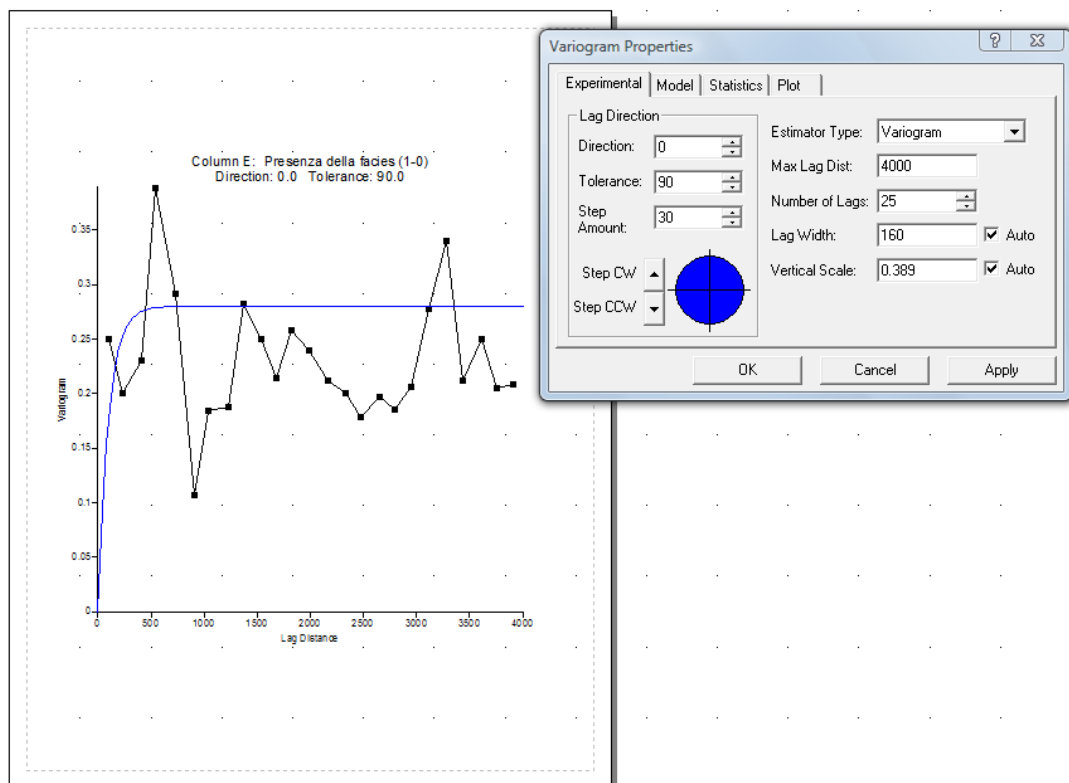 Column E: Presenza della facies (1-0)
Direction: 0.0 Tolerance: 90.0
Variogram
0.35
0.3
0.25
0.2
0.15
0.1
0.05
0
0 500 1000 1500 2000 2500 3000 3500 4000
Lag Distance
Variogram Properties
?
Experimental Model Statistics Plot
Lag Direction
Direction: 0
Tolerance: 90
Step
Amount: 30
Step CW
Step CCW
Estimator Type: Variogram
Max Lag Dist: 4000
Number of Lags: 25
Lag Width: 160 Auto
Vertical Scale: 0.389 Auto
OK Cancel Apply